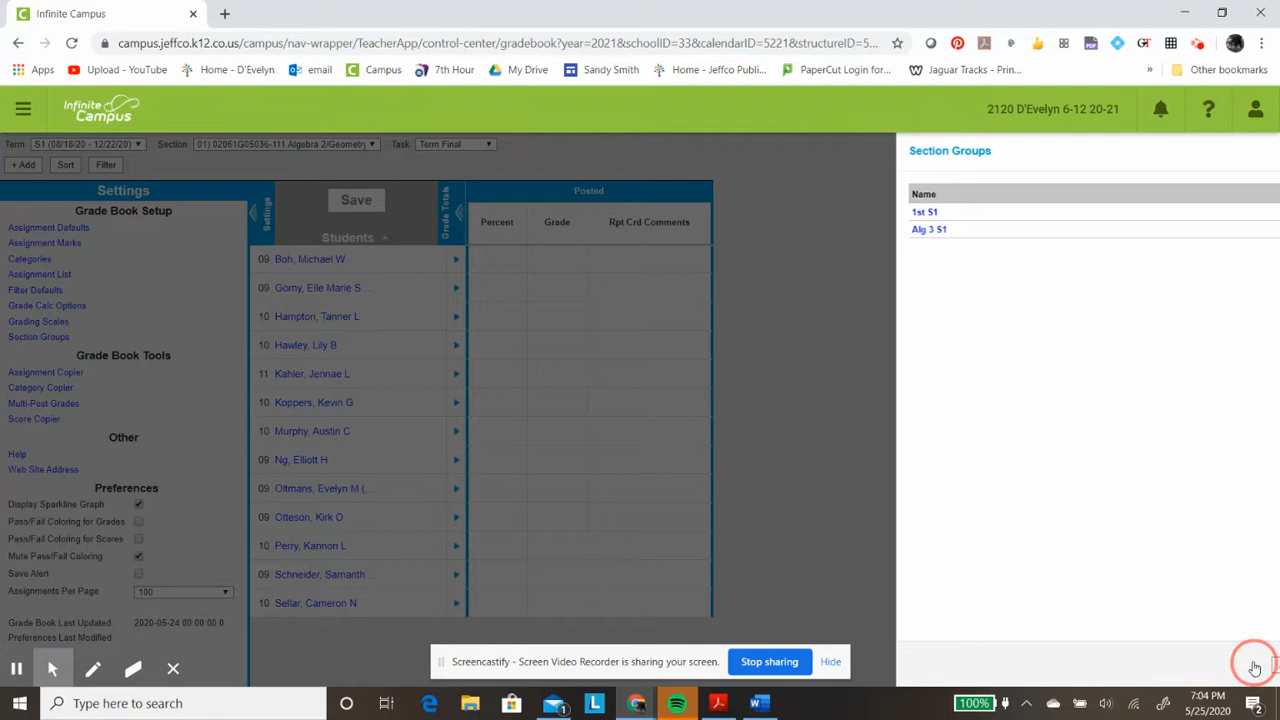 Infinite Campus
campus.jeffco.k12.co.us/campus/nav-wrapper/TeacherApp/control-center/gradebook?year=2021&schoolID=33&calendarID=5221&structureID=5...
Apps
Upload - YouTube
Home - D'Evelyn
email
Campus
7th Hour
My Drive
Sandy Smith
Home - Jeffco Publi...
PaperCut Login for...
Jaguar Tracks - Prin...
»
Other bookmarks
Infinite
Campus
2120 D'Evelyn 6-12 20-21
Term S1 (08/18/20 - 12/22/20) Section 01) 02061G05036-111 Algebra 2/Geometry Task Term Final
+ Add Sort Filter
Settings
Grade Book Setup
Assignment Defaults
Assignment Marks
Categories
Assignment List
Filter Defaults
Grade Calc Options
Grading Scales
Section Groups
Grade Book Tools
Assignment Copier
Category Copier
Multi-Post Grades
Score Copier
Other
Help
Web Site Address
Preferences
Display Sparkline Graph
Pass/Fail Coloring for Grades
Pass/Fail Coloring for Scores
Mute Pass/Fail Coloring
Save Alert
Assignments Per Page 100
Grade Book Last Updated 2020-05-24 00:00:00.0
Preferences Last Modified
Settings
Save
Students
Grade Totals
Posted
Percent Grade Rpt Crd Comments
09 Boh, Michael W
09 Gorny, Elle Marie S ...
10 Hampton, Tanner L
10 Hawley, Lily B
11 Kahler, Jennae L
10 Koppers, Kevin G
10 Murphy, Austin C
09 Ng, Elliott H
09 Oltmans, Evelyn M (...
09 Otteson, Kirk O
10 Perry, Kannon L
09 Schneider, Samanth...
10 Sellar, Cameron N
Section Groups
Name
1st S1
Alg 3 S1
Screencastify - Screen Video Recorder is sharing your screen.
Stop sharing
Hide
Type here to search
100%
7:04 PM
5/25/2020